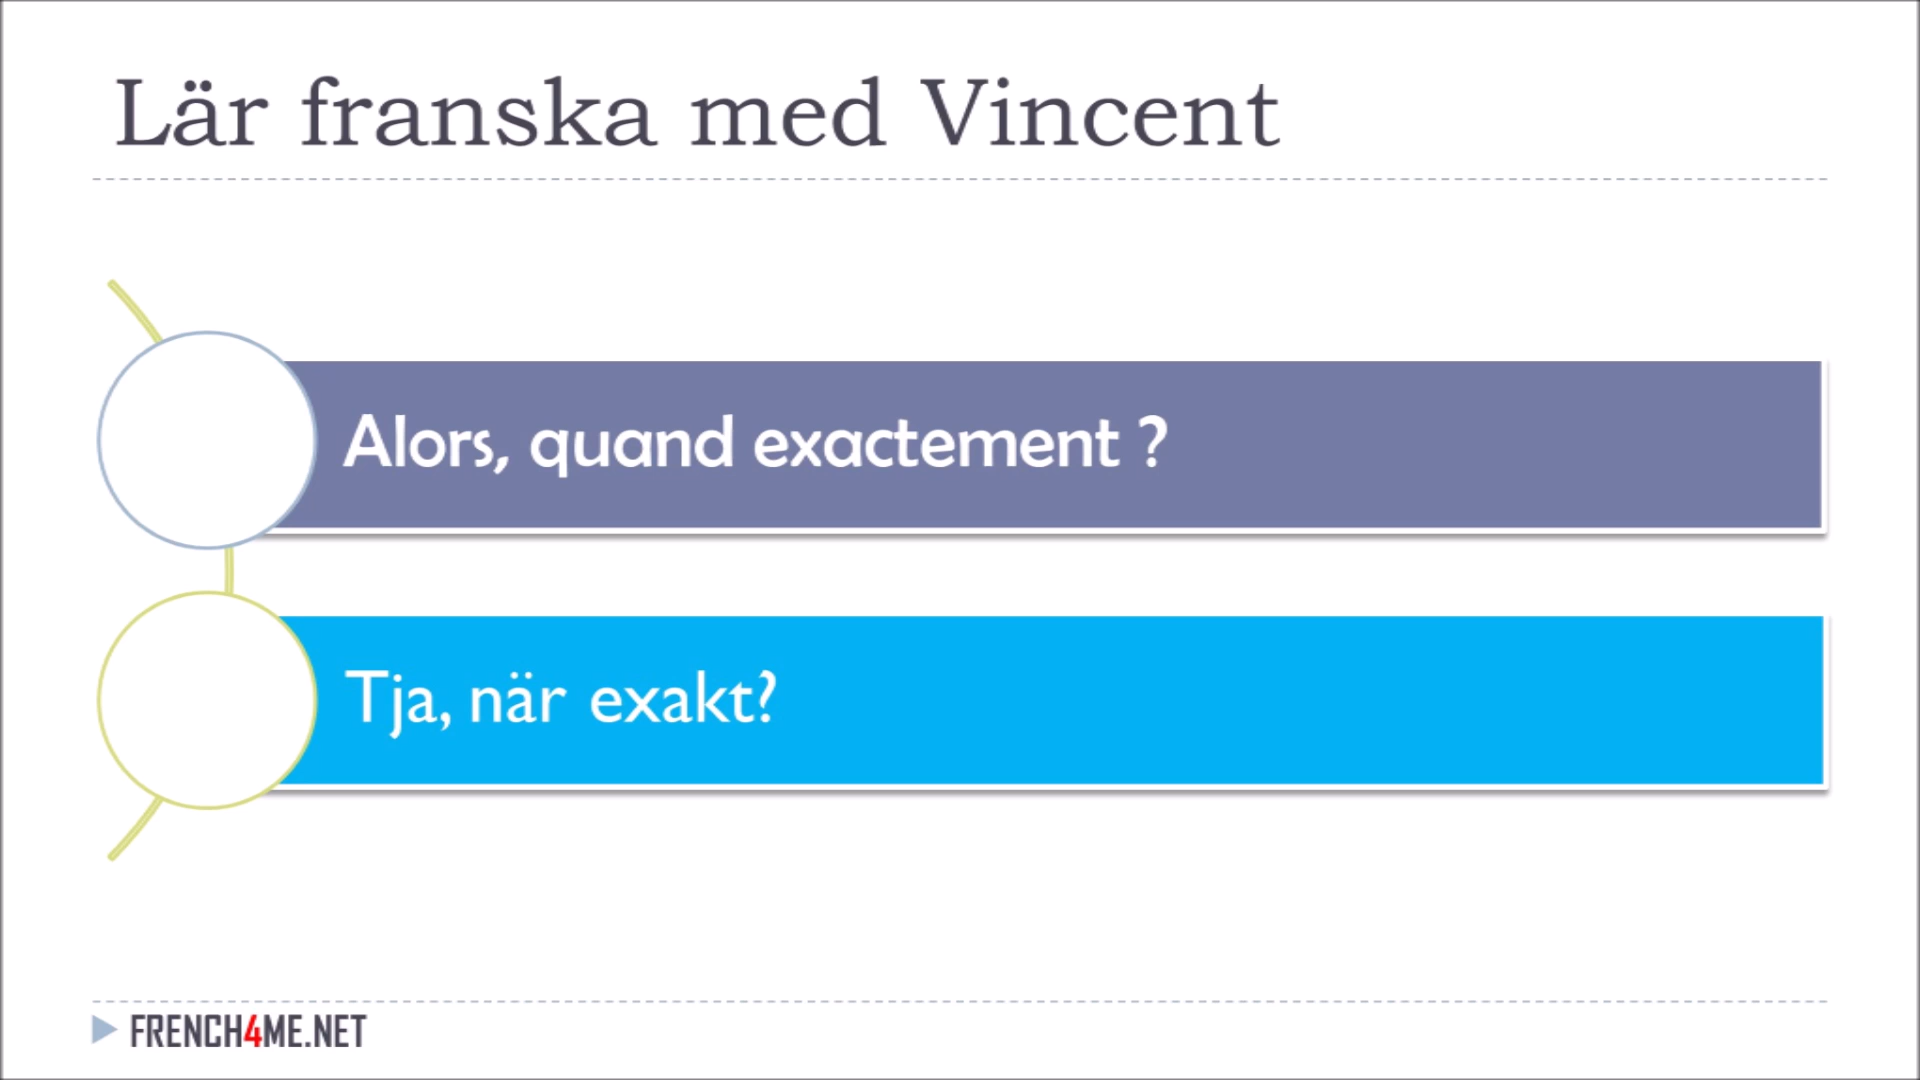 Lär franska med Vincent
Alors, quand exactement ?
Tja, när exakt?
FRENCH4ME.NET